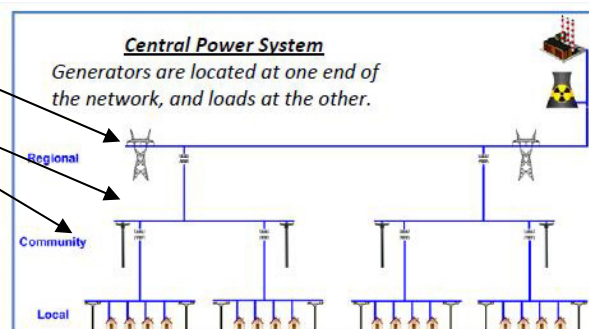 Central Power System
Generators are located at one end of
the network, and loads at the other.
Regional
Community
Local